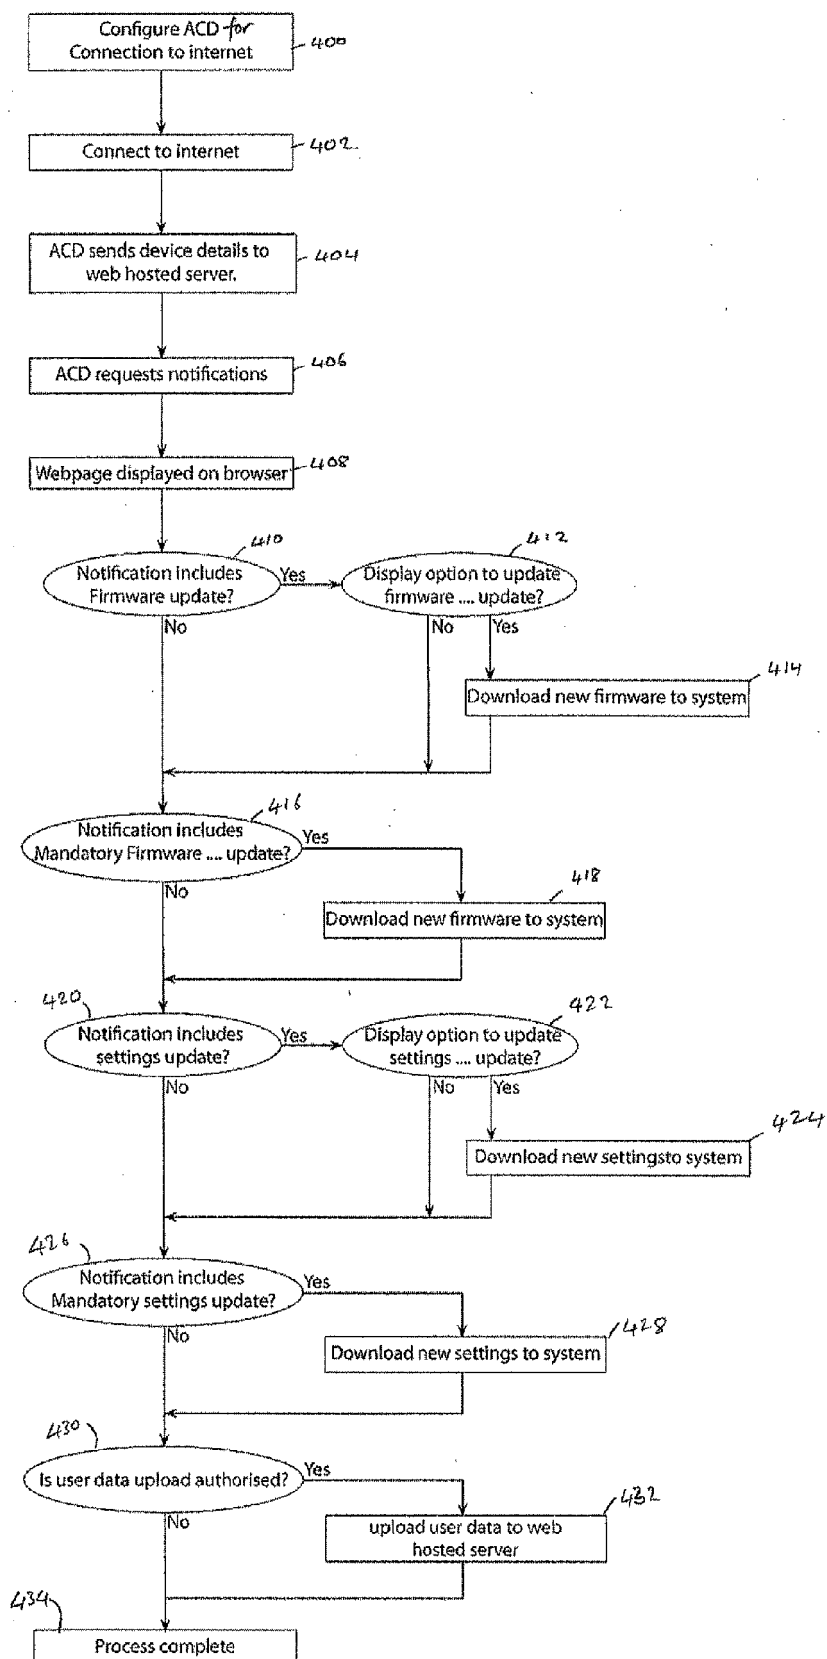 Configure ACD for
Connection to internet
400
Connect to internet
402
ACD sends device details to
web hosted server.
404
ACD requests notifications
406
Webpage displayed on browser
408
410
Notification includes
Firmware update?
Yes
No
412
Display option to update
firmware .... update?
No
Yes
414
Download new firmware to system
416
Notification includes
Mandatory Firmware .... update?
Yes
No
418
Download new firmware to system
420
Notification includes
settings update?
Yes
No
422
Display option to update
settings .... update?
No
Yes
424
Download new settingsto system
426
Notification includes
Mandatory settings update?
Yes
No
428
Download new settings to system
430
Is user data upload authorised?
Yes
No
432
upload user data to web
hosted server
434
Process complete